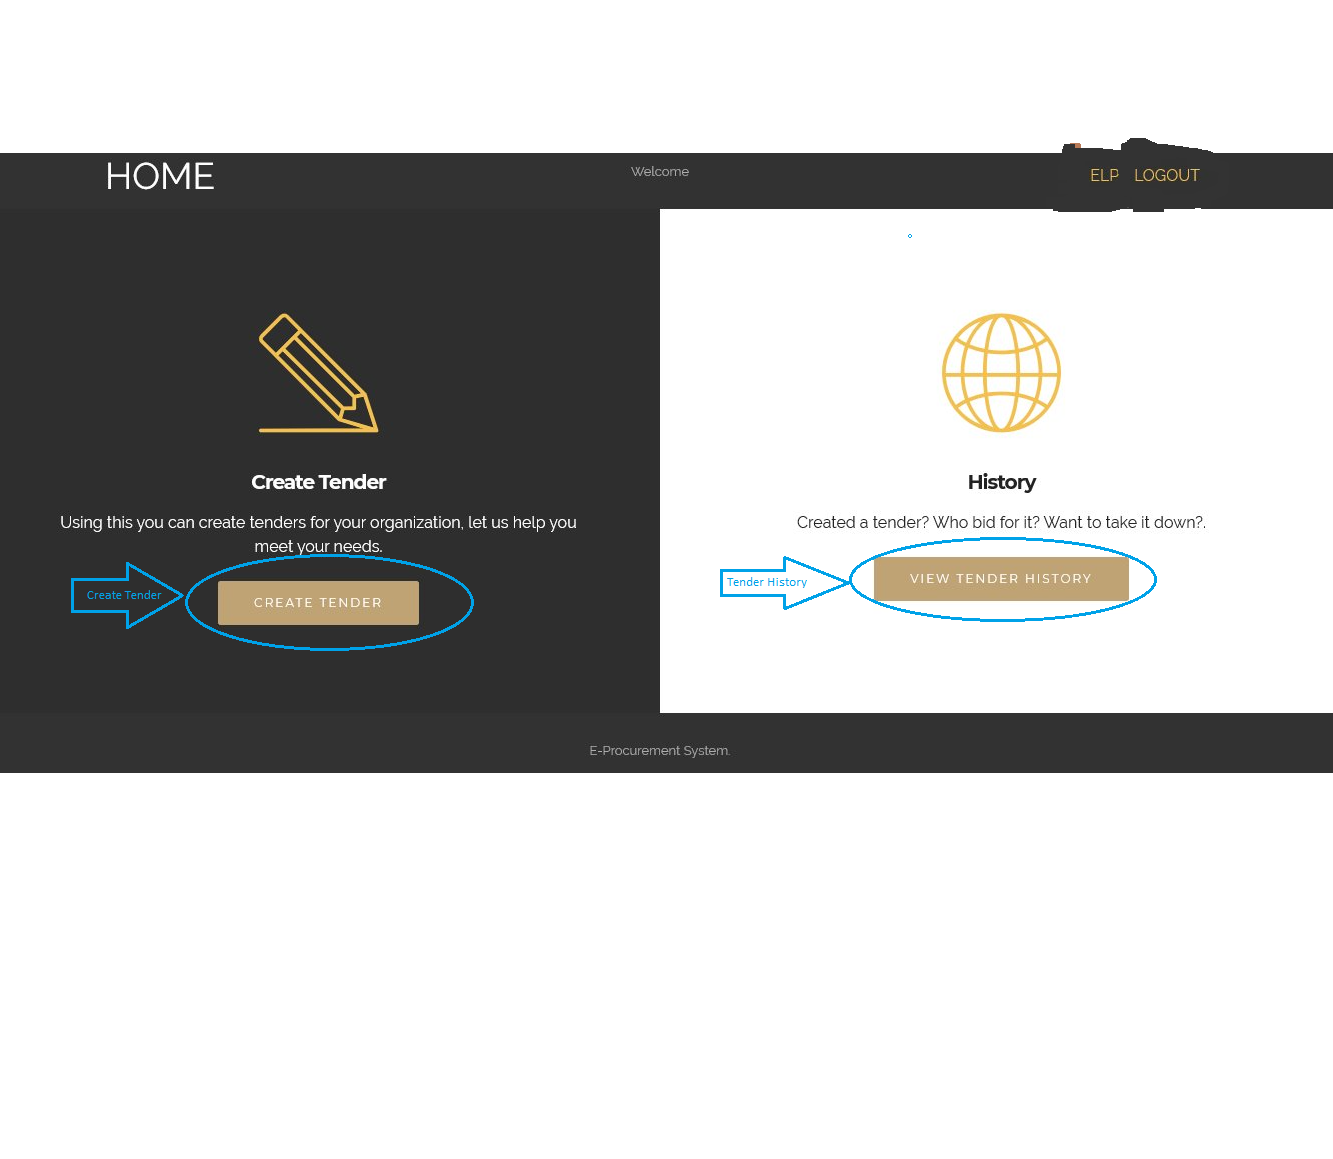 HOME
Welcome
ELP LOGOUT
Create Tender
Using this you can create tenders for your organization, let us help you
meet your needs.
Create Tender
CREATE TENDER
History
Created a tender? Who bid for it? Want to take it down?.
Tender History
VIEW TENDER HISTORY
E-Procurement System.